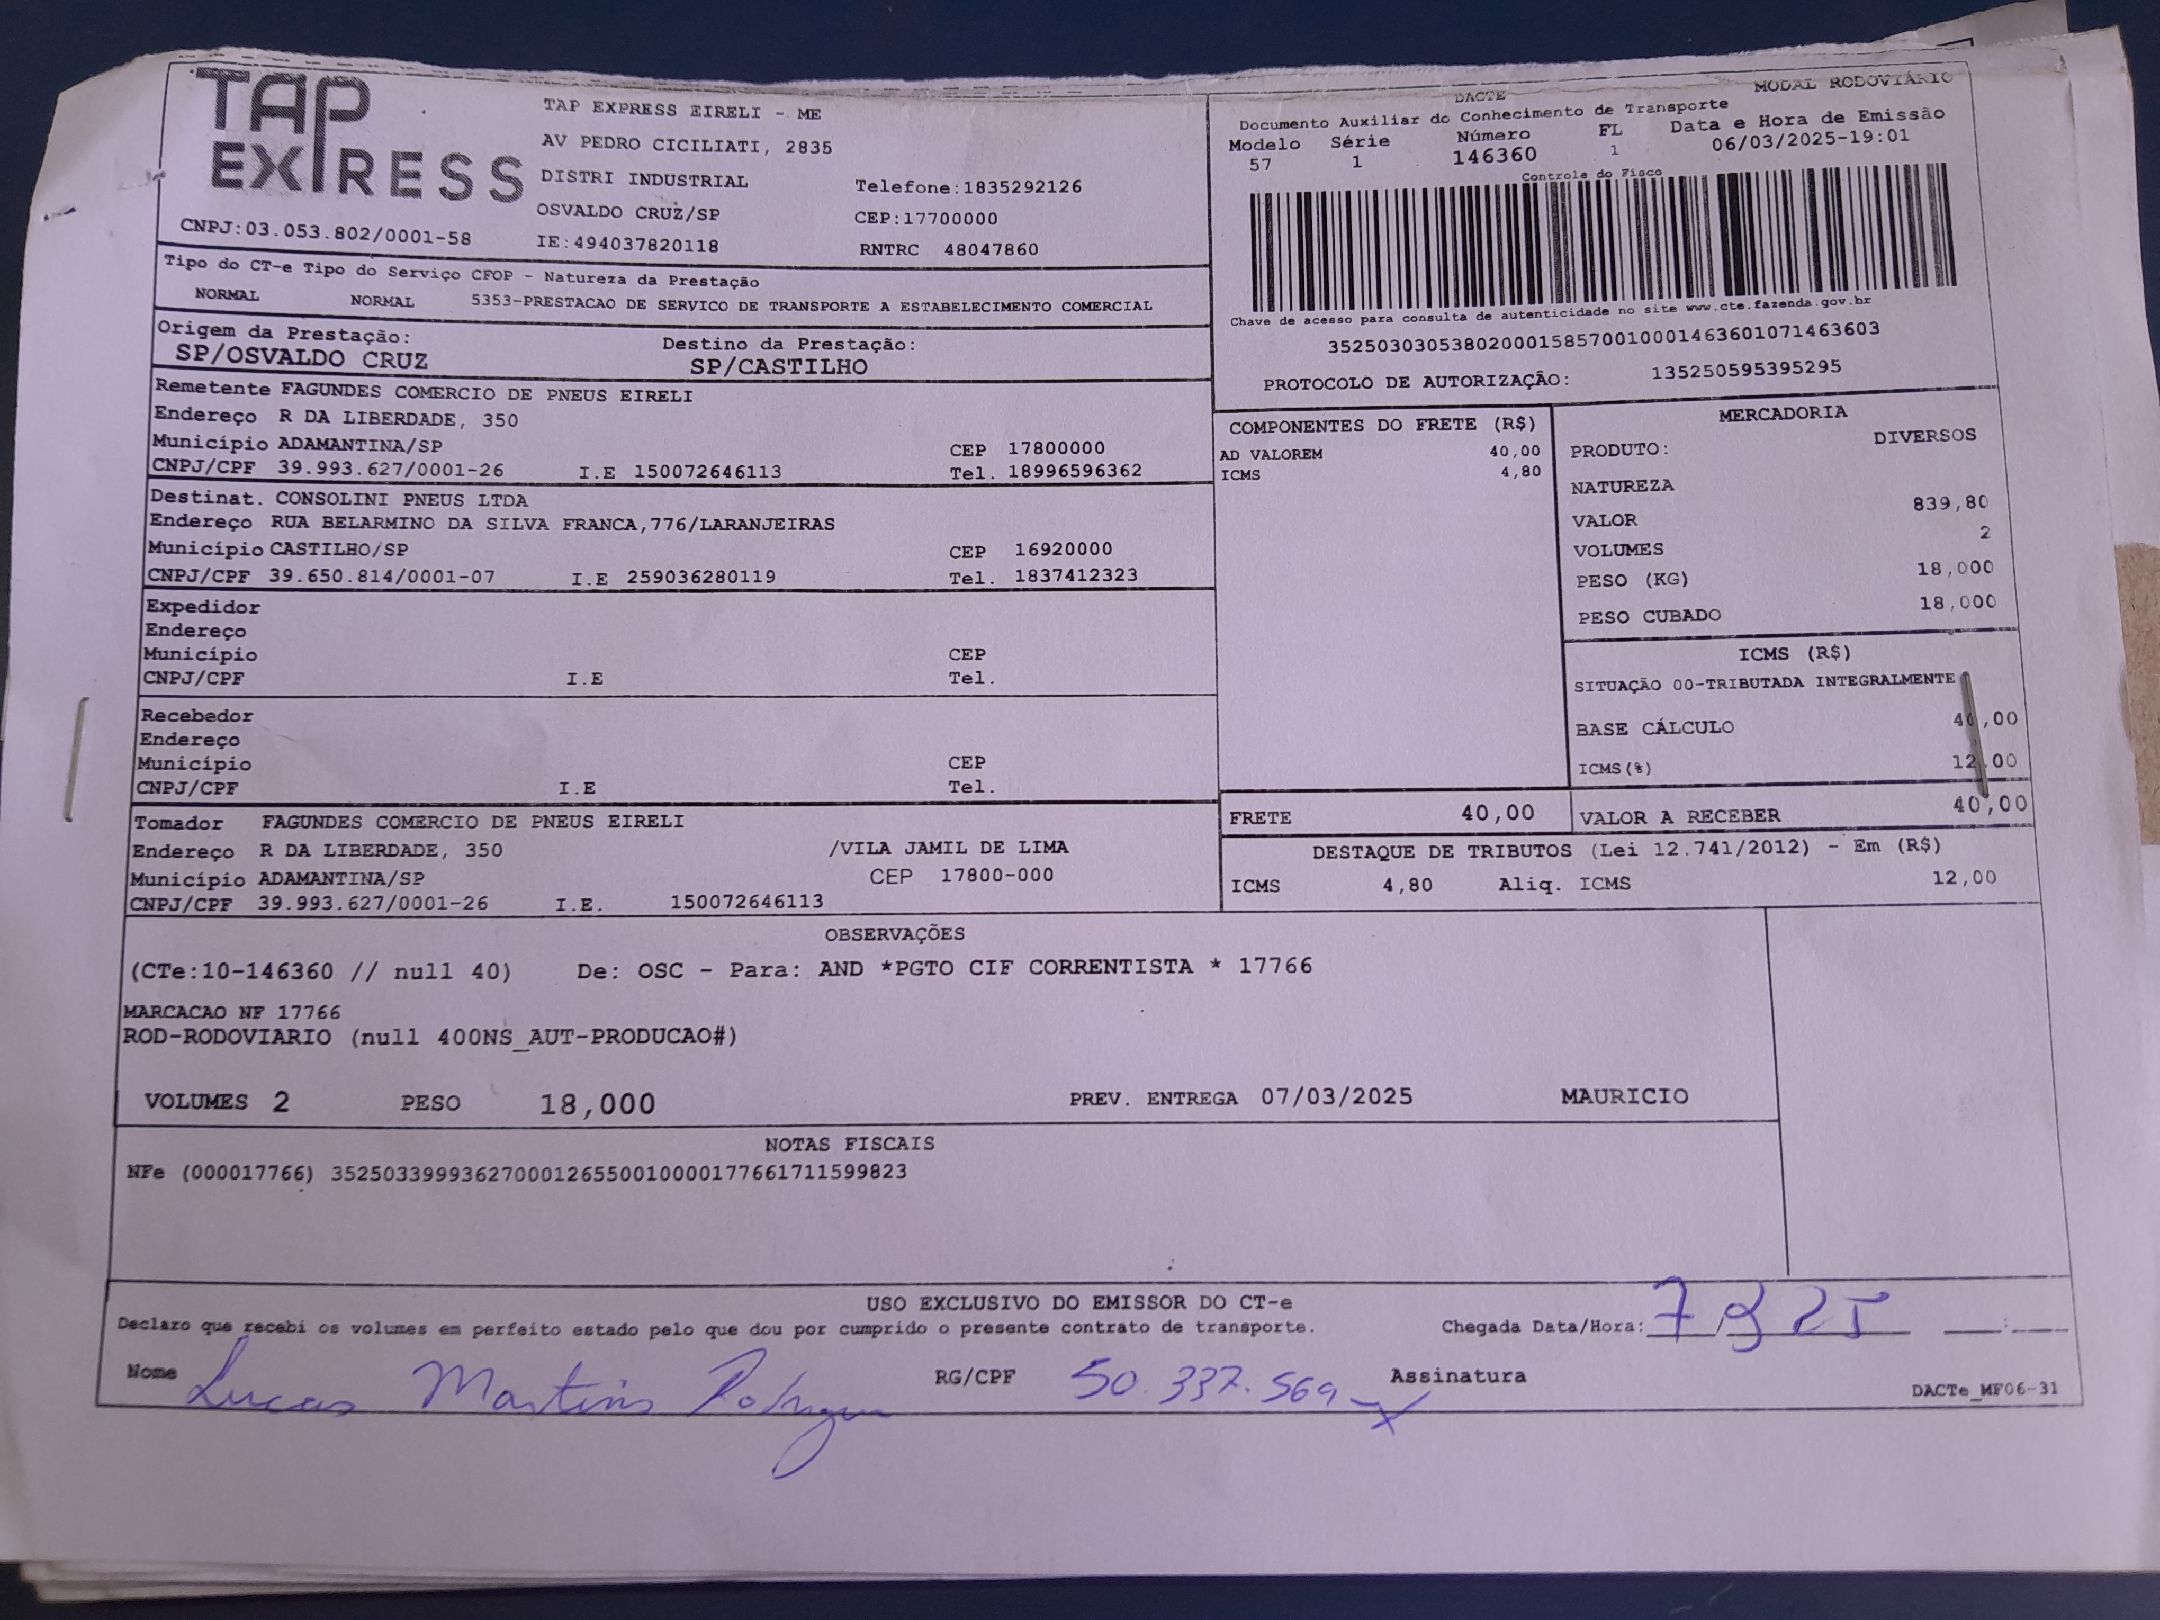 TAP EXPRESS
TAP EXPRESS EIRELI - ME
AV PEDRO CICILIATI, 2835
DISTRI INDUSTRIAL Telefone:1835292126
OSVALDO CRUZ/SP CEP:17700000
CNPJ:03.053.802/0001-58 IE:494037820118 RNTRC 48047860
DACTE MODAL RODOVIÁRIO
Documento Auxiliar do Conhecimento de Transporte
Modelo Série Número FL Data e Hora de Emissão
57 1 146360 1 06/03/2025-19:01
Controle do Fisco
Chave de acesso para consulta de autenticidade no site www.cte.fazenda.gov.br
35250303053802000158570010001463601071463603
PROTOCOLO DE AUTORIZAÇÃO: 135250595395295
Tipo do CT-e Tipo do Serviço CFOP - Natureza da Prestação
NORMAL NORMAL 5353-PRESTACAO DE SERVICO DE TRANSPORTE A ESTABELECIMENTO COMERCIAL
Origem da Prestação: Destino da Prestação:
SP/OSVALDO CRUZ SP/CASTILHO
Remetente FAGUNDES COMERCIO DE PNEUS EIRELI
Endereço R DA LIBERDADE, 350
Município ADAMANTINA/SP CEP 17800000
CNPJ/CPF 39.993.627/0001-26 I.E 150072646113 Tel. 18996596362
Destinat. CONSOLINI PNEUS LTDA
Endereço RUA BELARMINO DA SILVA FRANCA,776/LARANJEIRAS
Município CASTILHO/SP CEP 16920000
CNPJ/CPF 39.650.814/0001-07 I.E 259036280119 Tel. 1837412323
Expedidor
Endereço
Município CEP
CNPJ/CPF I.E Tel.
Recebedor
Endereço
Município CEP
CNPJ/CPF I.E Tel.
Tomador FAGUNDES COMERCIO DE PNEUS EIRELI
Endereço R DA LIBERDADE, 350 /VILA JAMIL DE LIMA
Município ADAMANTINA/SP CEP 17800-000
CNPJ/CPF 39.993.627/0001-26 I.E. 150072646113
COMPONENTES DO FRETE (R$)
AD VALOREM 40,00
ICMS 4,80
MERCADORIA
PRODUTO: DIVERSOS
NATUREZA
VALOR 839,80
VOLUMES 2
PESO (KG) 18,000
PESO CUBADO 18,000
ICMS (R$)
SITUAÇÃO 00-TRIBUTADA INTEGRALMENTE
BASE CÁLCULO 40,00
ICMS(%) 12,00
FRETE 40,00 VALOR A RECEBER 40,00
DESTAQUE DE TRIBUTOS (Lei 12.741/2012) - Em (R$)
ICMS 4,80 Aliq. ICMS 12,00
OBSERVAÇÕES
(CTe:10-146360 // null 40) De: OSC - Para: AND *PGTO CIF CORRENTISTA * 17766
MARCACAO NF 17766
ROD-RODOVIARIO (null 400NS_AUT-PRODUCAO#)
VOLUMES 2 PESO 18,000 PREV. ENTREGA 07/03/2025 MAURICIO
NOTAS FISCAIS
NFe (000017766) 35250339993627000126550010000177661711599823
USO EXCLUSIVO DO EMISSOR DO CT-e
Declaro que recebi os volumes em perfeito estado pelo que dou por cumprido o presente contrato de transporte. Chegada Data/Hora: 7/3 25
Nome Lucas Martins RG/CPF 50.337.569-X Assinatura
DACTe_MF06-31